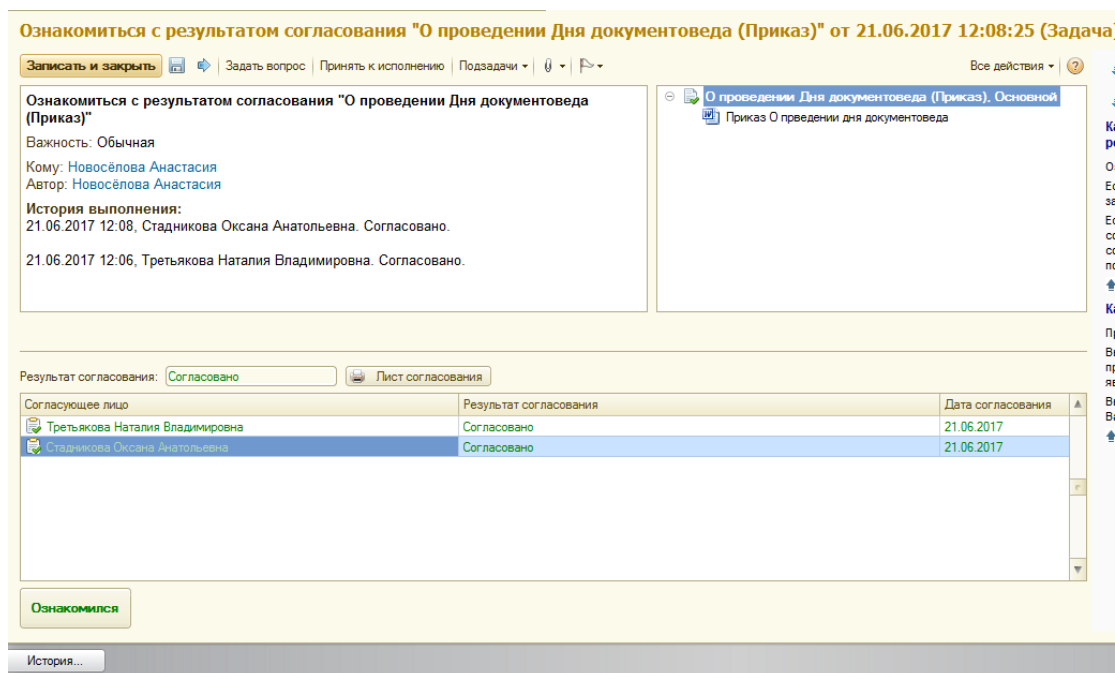 Ознакомиться с результатом согласования "О проведении Дня документоведа (Приказ)" от 21.06.2017 12:08:25 (Задача)
Записать и закрыть Задать вопрос Принять к исполнению Подзадачи Все действия
Ознакомиться с результатом согласования "О проведении Дня документоведа
(Приказ)"
Важность: Обычная
Кому: Новосёлова Анастасия
Автор: Новосёлова Анастасия
История выполнения:
21.06.2017 12:08, Стадникова Оксана Анатольевна. Согласовано.
21.06.2017 12:06, Третьякова Наталия Владимировна. Согласовано.
О проведении Дня документоведа (Приказ), Основной
Приказ О прведении дня документоведа
Результат согласования: Согласовано Лист согласования
Согласующее лицо Результат согласования Дата согласования
Третьякова Наталия Владимировна Согласовано 21.06.2017
Стадникова Оксана Анатольевна Согласовано 21.06.2017
Ознакомился
История...